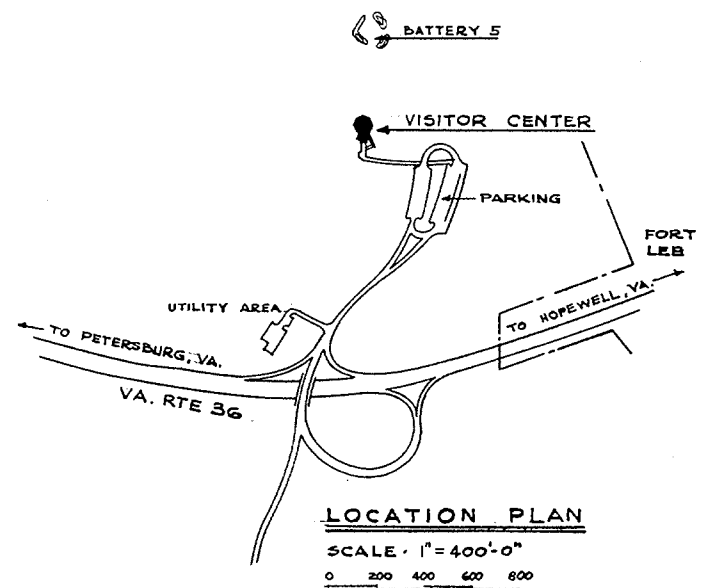 BATTERY 5
VISITOR CENTER
PARKING
FORT
LEE
UTILITY AREA
TO HOPEWELL, VA.
TO PETERSBURG, VA.
VA. RTE 36
LOCATION PLAN
SCALE · 1" = 400'-0"
0 200 400 600 800